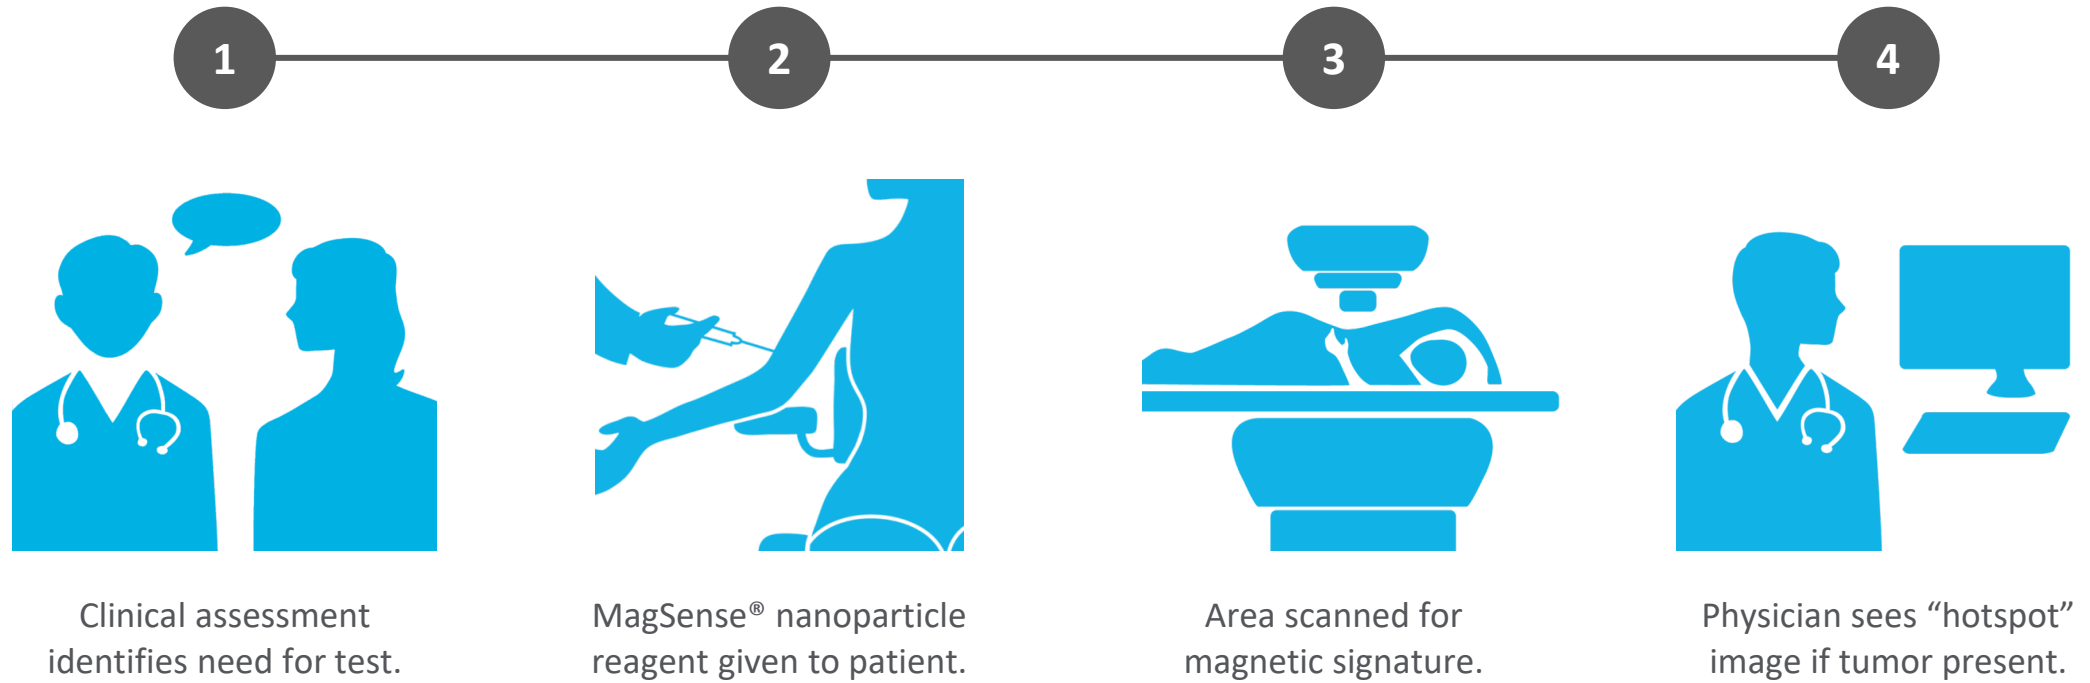 1
2
3
4
Clinical assessment
identifies need for test.
MagSense® nanoparticle
reagent given to patient.
Area scanned for
magnetic signature.
Physician sees “hotspot”
image if tumor present.